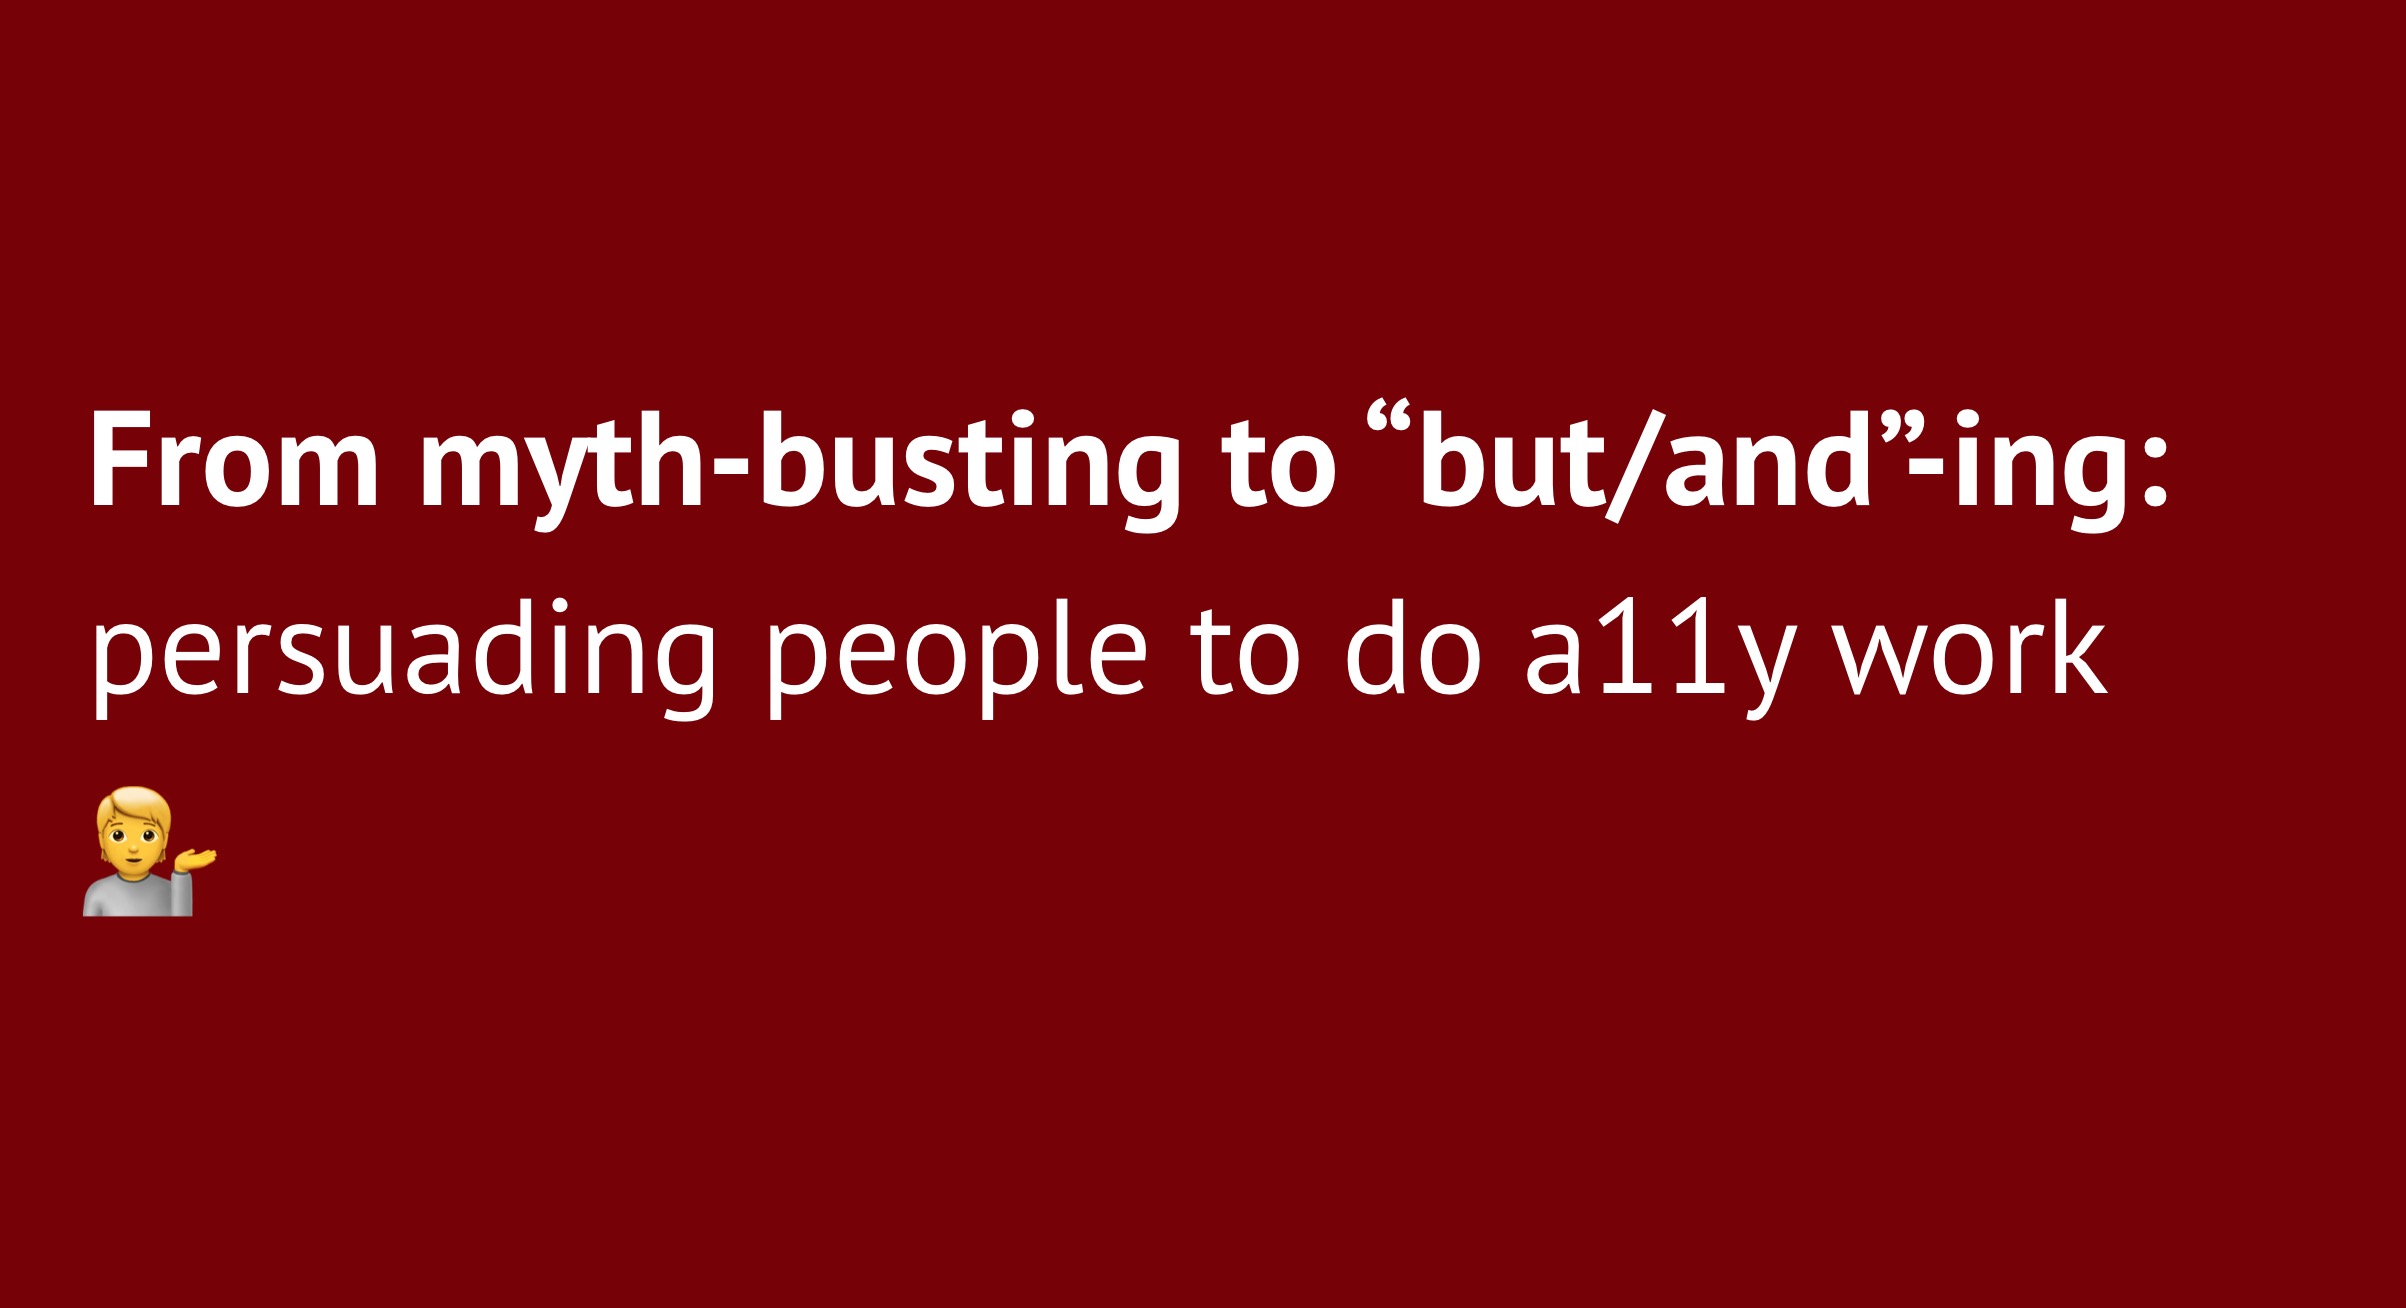 From myth-busting to “but/and”-ing:
persuading people to do a11y work
💁